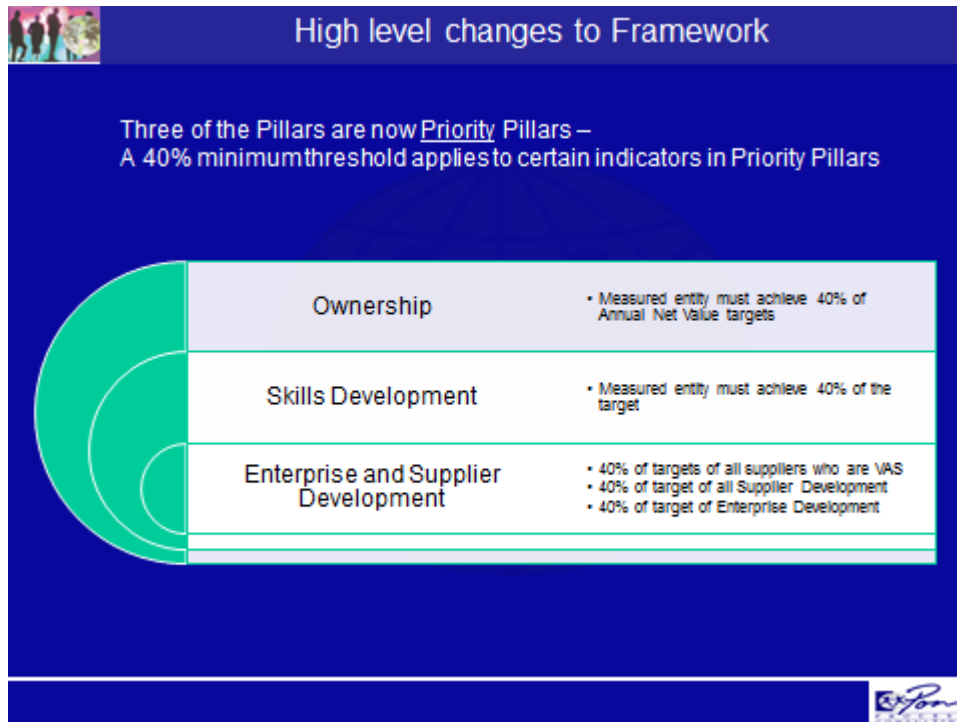 High level changes to Framework
Three of the Pillars are now Priority Pillars –
A 40% minimum threshold applies to certain indicators in Priority Pillars
Ownership
• Measured entity must achieve 40% of
Annual Net Value targets
Skills Development
• Measured entity must achieve 40% of the
target
Enterprise and Supplier
Development
• 40% of targets of all suppliers who are VAS
• 40% of target of all Supplier Development
• 40% of target of Enterprise Development